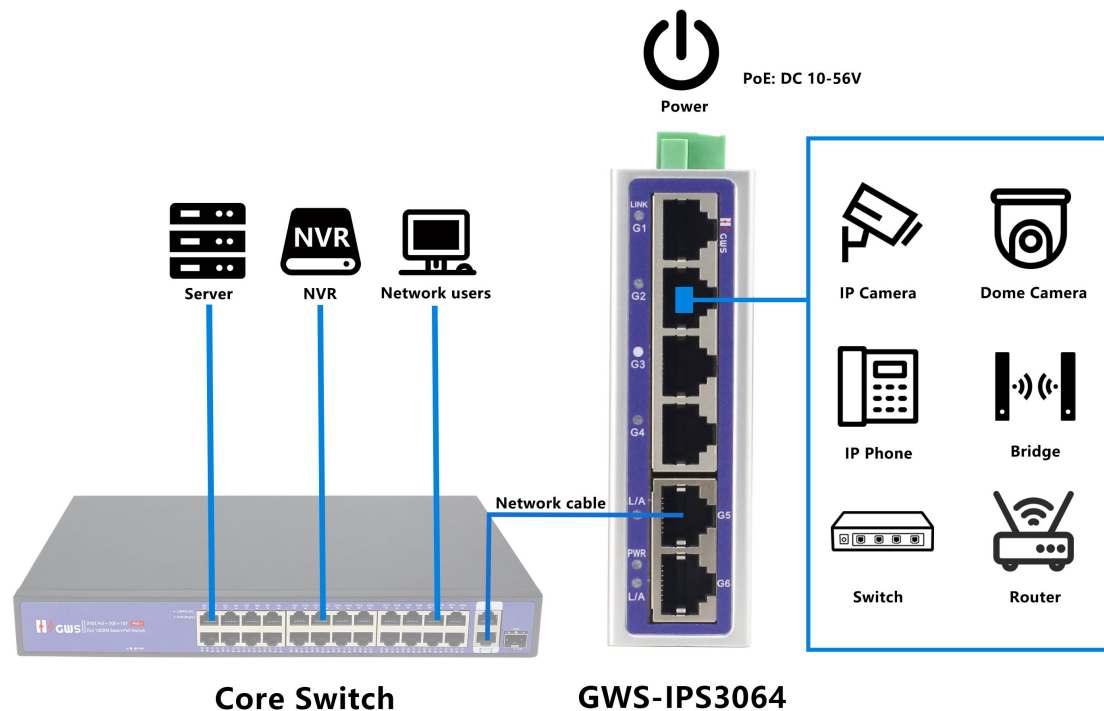 Power
PoE: DC 10-56V
Server
NVR
NVR
Network users
LINK
G1
GWS
G2
G3
G4
L/A
G5
PWR
G6
L/A
Network cable
IP Camera
Dome Camera
IP Phone
Bridge
Switch
Router
GWS
PoE+
Core Switch
GWS-IPS3064